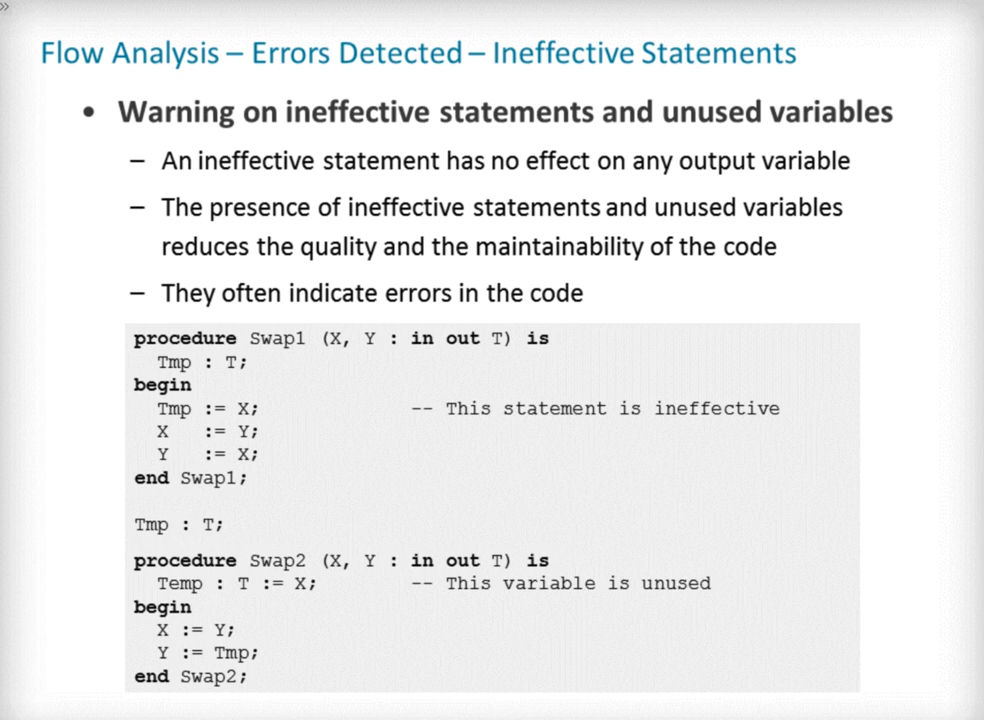 »
Flow Analysis – Errors Detected – Ineffective Statements
• Warning on ineffective statements and unused variables
– An ineffective statement has no effect on any output variable
– The presence of ineffective statements and unused variables
reduces the quality and the maintainability of the code
– They often indicate errors in the code
procedure Swap1 (X, Y : in out T) is
  Tmp : T;
begin
  Tmp := X;             -- This statement is ineffective
  X   := Y;
  Y   := X;
end Swap1;
Tmp : T;
procedure Swap2 (X, Y : in out T) is
  Temp : T := X;        -- This variable is unused
begin
  X := Y;
  Y := Tmp;
end Swap2;